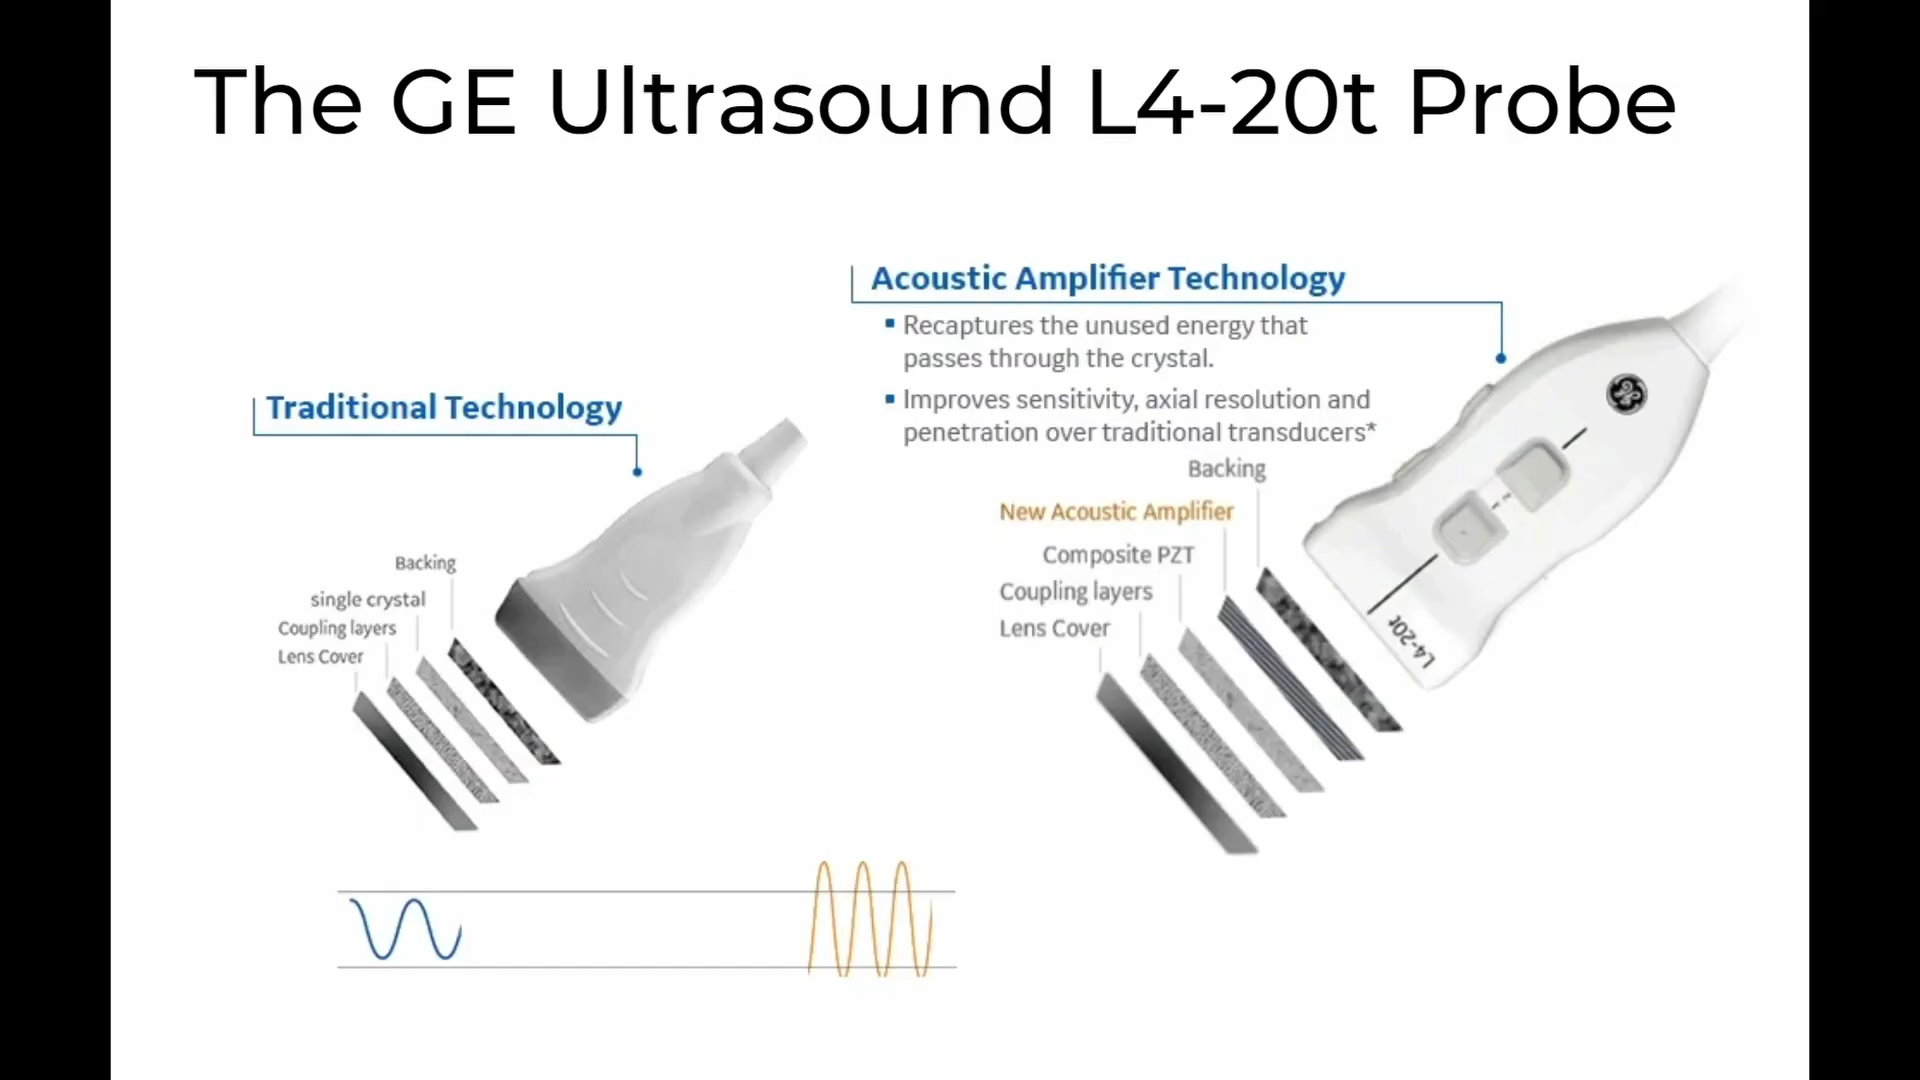 The GE Ultrasound L4-20t Probe
Traditional Technology
Backing
single crystal
Coupling layers
Lens Cover
Acoustic Amplifier Technology
▪ Recaptures the unused energy that
passes through the crystal.
▪ Improves sensitivity, axial resolution and
penetration over traditional transducers*
Backing
New Acoustic Amplifier
Composite PZT
Coupling layers
Lens Cover
GE
L4-20t